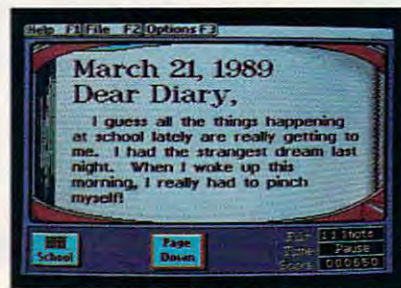 Help F1 File F2 Options F3
March 21, 1989
Dear Diary,
I guess all the things happening
at school lately are really getting to
me. I had the strangest dream last
night. When I woke up this
morning, I really had to pinch
myself!
School
Page
Down
Time Pause
Score 000650